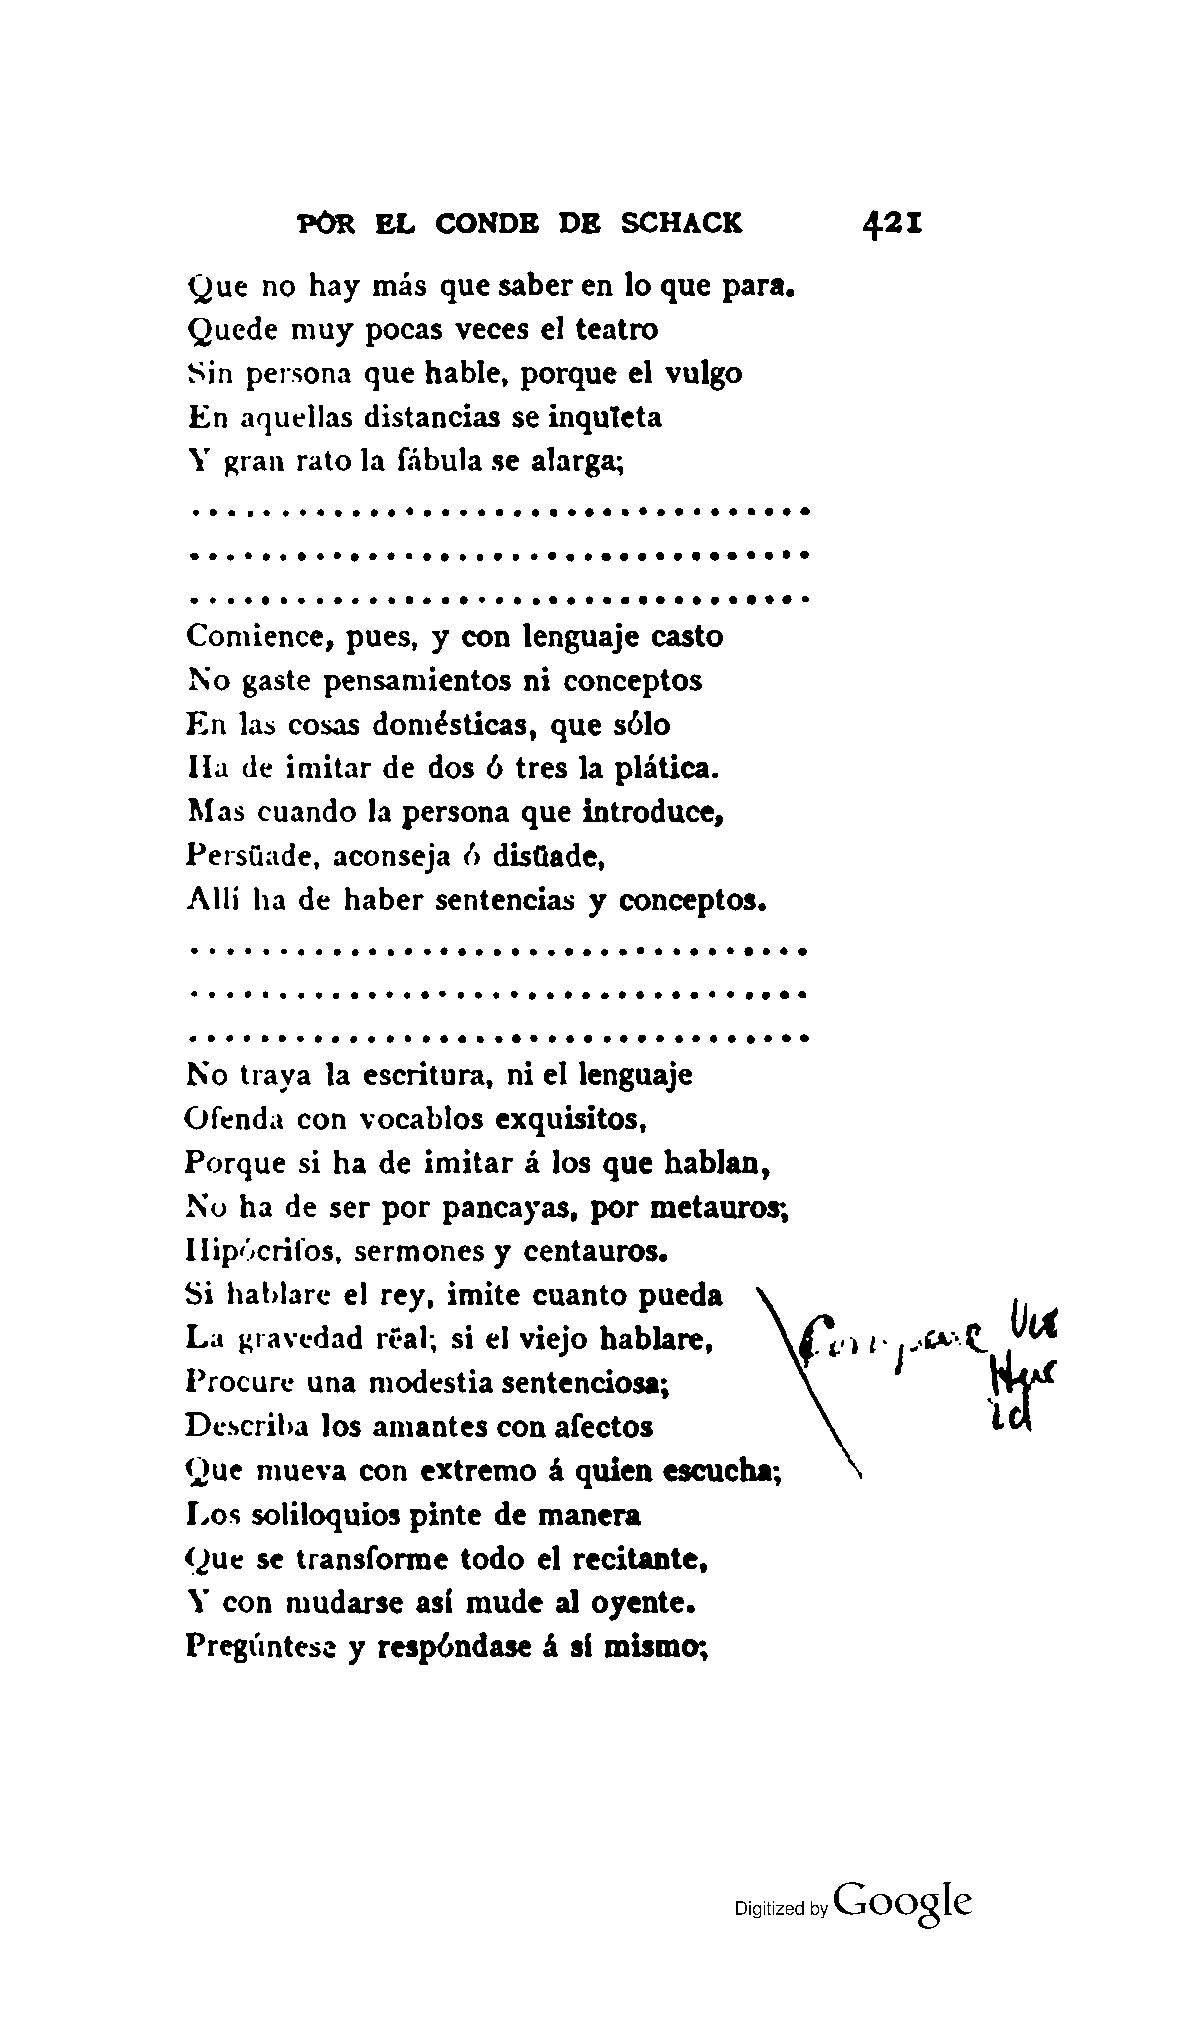 PÓR EL CONDE DE SCHACK 421
Que no hay más que saber en lo que para.
Quede muy pocas veces el teatro
Sin persona que hable, porque el vulgo
En aquellas distancias se inquïeta
Y gran rato la fábula se alarga;
..................................
..................................
..................................
Comience, pues, y con lenguaje casto
No gaste pensamientos ni conceptos
En las cosas domésticas, que sólo
Ha de imitar de dos ó tres la plática.
Mas cuando la persona que introduce,
Persüade, aconseja ó disüade,
Allí ha de haber sentencias y conceptos.
..................................
..................................
..................................
No traya la escritura, ni el lenguaje
Ofenda con vocablos exquisitos,
Porque si ha de imitar á los que hablan,
No ha de ser por pancayas, por metauros;
Hipócrifos, sermones y centauros.
Si hablare el rey, imite cuanto pueda
La gravedad rëal; si el viejo hablare,
Procure una modestia sentenciosa;
Describa los amantes con afectos
Que mueva con extremo á quien escucha;
Los soliloquios pinte de manera
Que se transforme todo el recitante,
Y con mudarse así mude al oyente.
Pregúntese y respóndase á sí mismo;
Compare
Digitized by Google